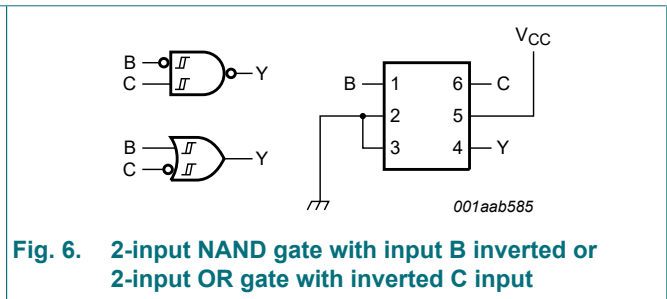 V_CC
B
C
Y
B
1
6
C
2
5
3
4
Y
B
C
Y
001aab585
Fig. 6. 2-input NAND gate with input B inverted or
2-input OR gate with inverted C input